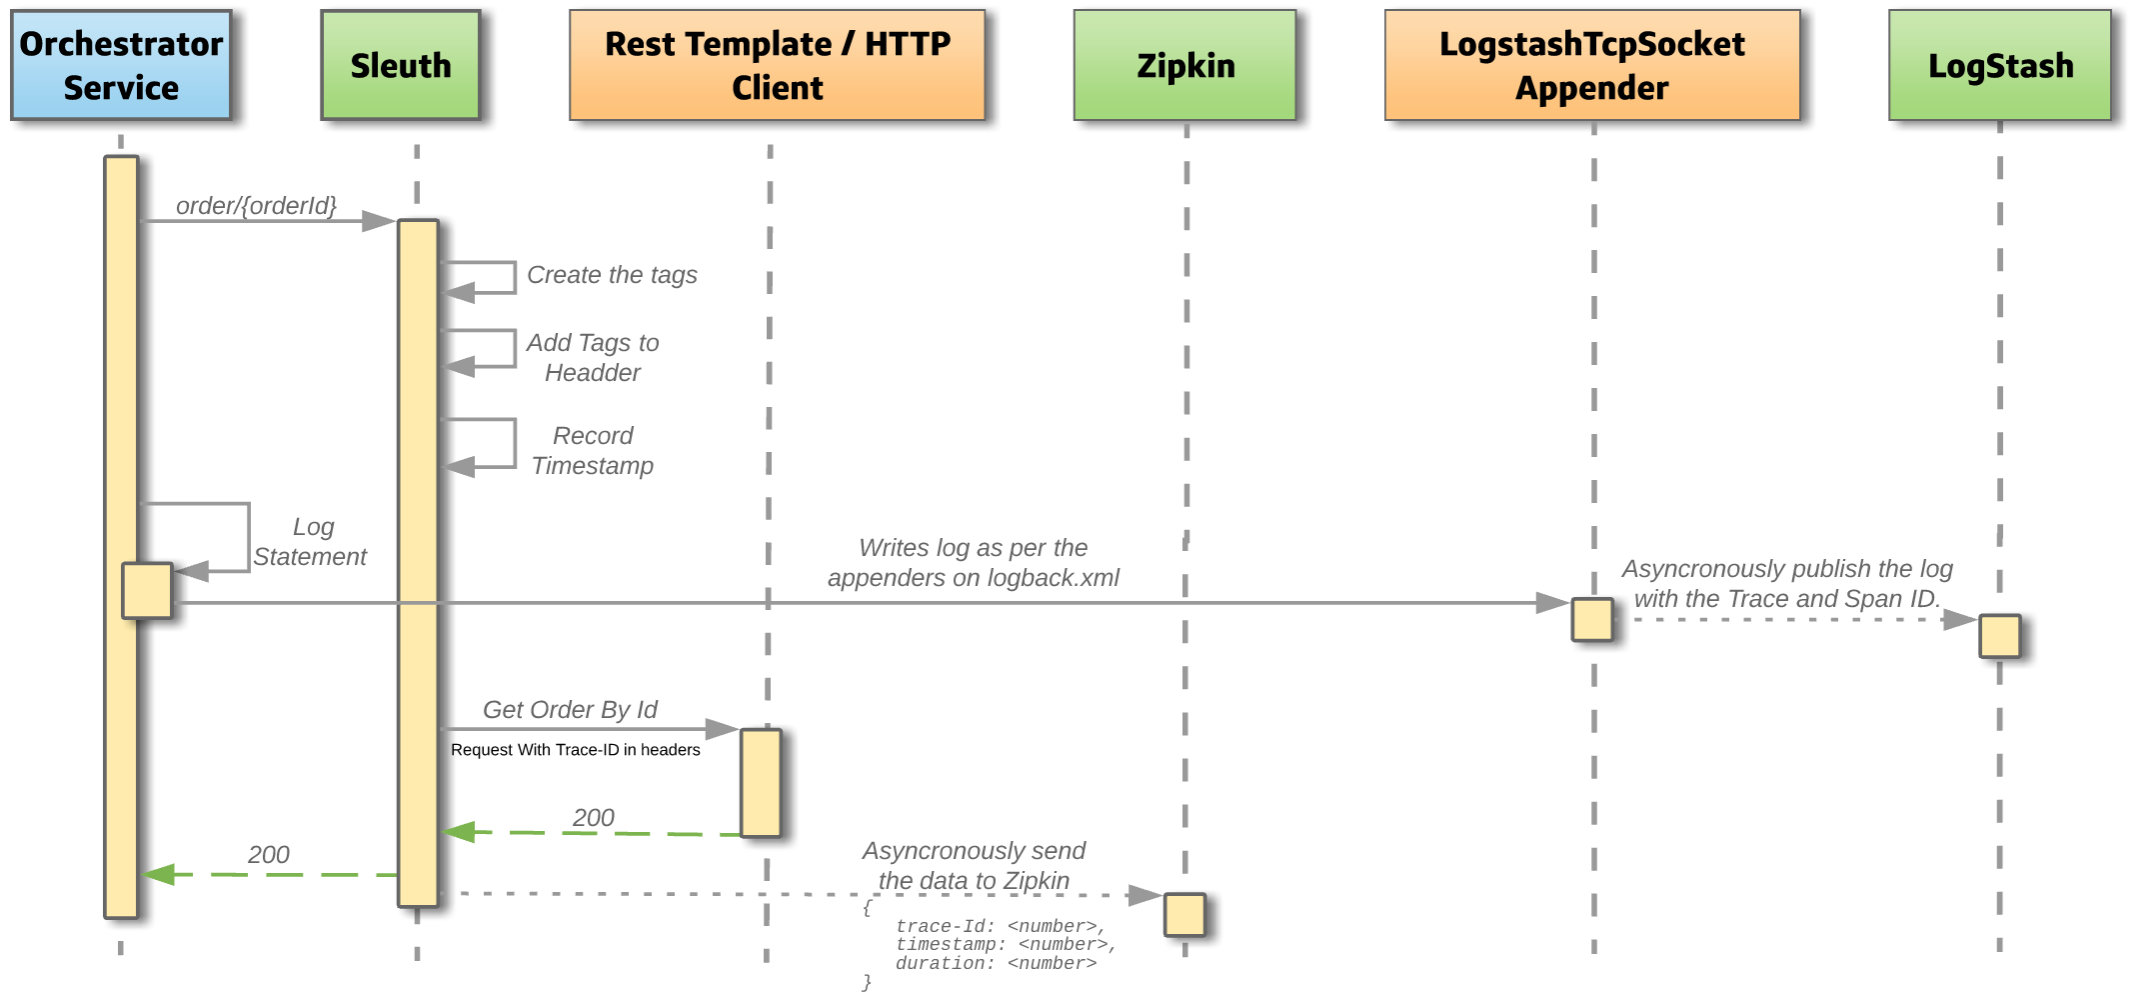 Orchestrator
Service
Sleuth
Rest Template / HTTP
Client
Zipkin
LogstashTcpSocket
Appender
LogStash
order/{orderId}
Create the tags
Add Tags to
Headder
Record
Timestamp
Log
Statement
Writes log as per the
appenders on logback.xml
Asyncronously publish the log
with the Trace and Span ID.
Get Order By Id
Request With Trace-ID in headers
200
200
Asyncronously send
the data to Zipkin
{
trace-Id: <number>,
timestamp: <number>,
duration: <number>
}